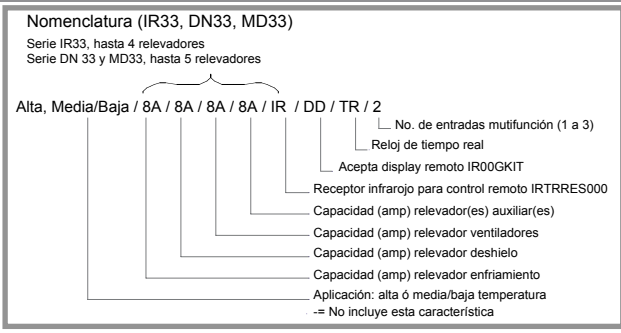 Nomenclatura (IR33, DN33, MD33)
Serie IR33, hasta 4 relevadores
Serie DN 33 y MD33, hasta 5 relevadores
Alta, Media/Baja / 8A / 8A / 8A / 8A / IR / DD / TR / 2
No. de entradas mutifunción (1 a 3)
Reloj de tiempo real
Acepta display remoto IR00GKIT
Receptor infrarojo para control remoto IRTRRES000
Capacidad (amp) relevador(es) auxiliar(es)
Capacidad (amp) relevador ventiladores
Capacidad (amp) relevador deshielo
Capacidad (amp) relevador enfriamiento
Aplicación: alta ó media/baja temperatura
-= No incluye esta característica